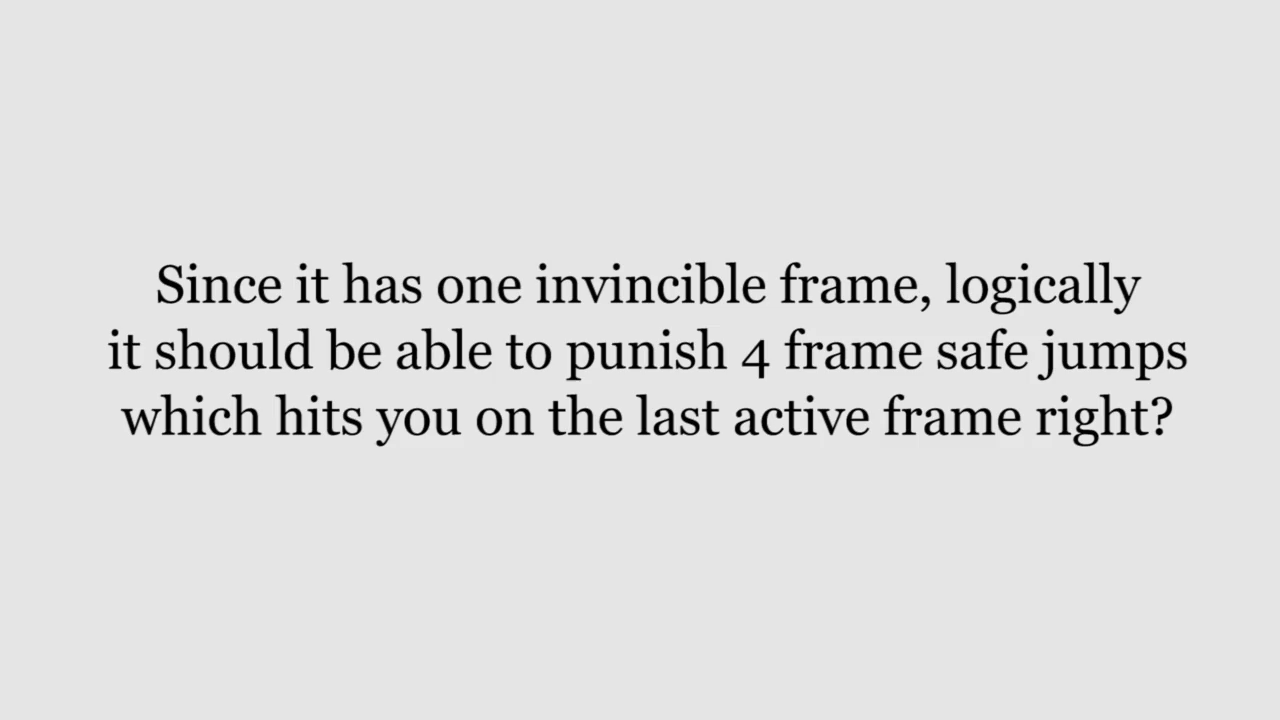 Since it has one invincible frame, logically
it should be able to punish 4 frame safe jumps
which hits you on the last active frame right?